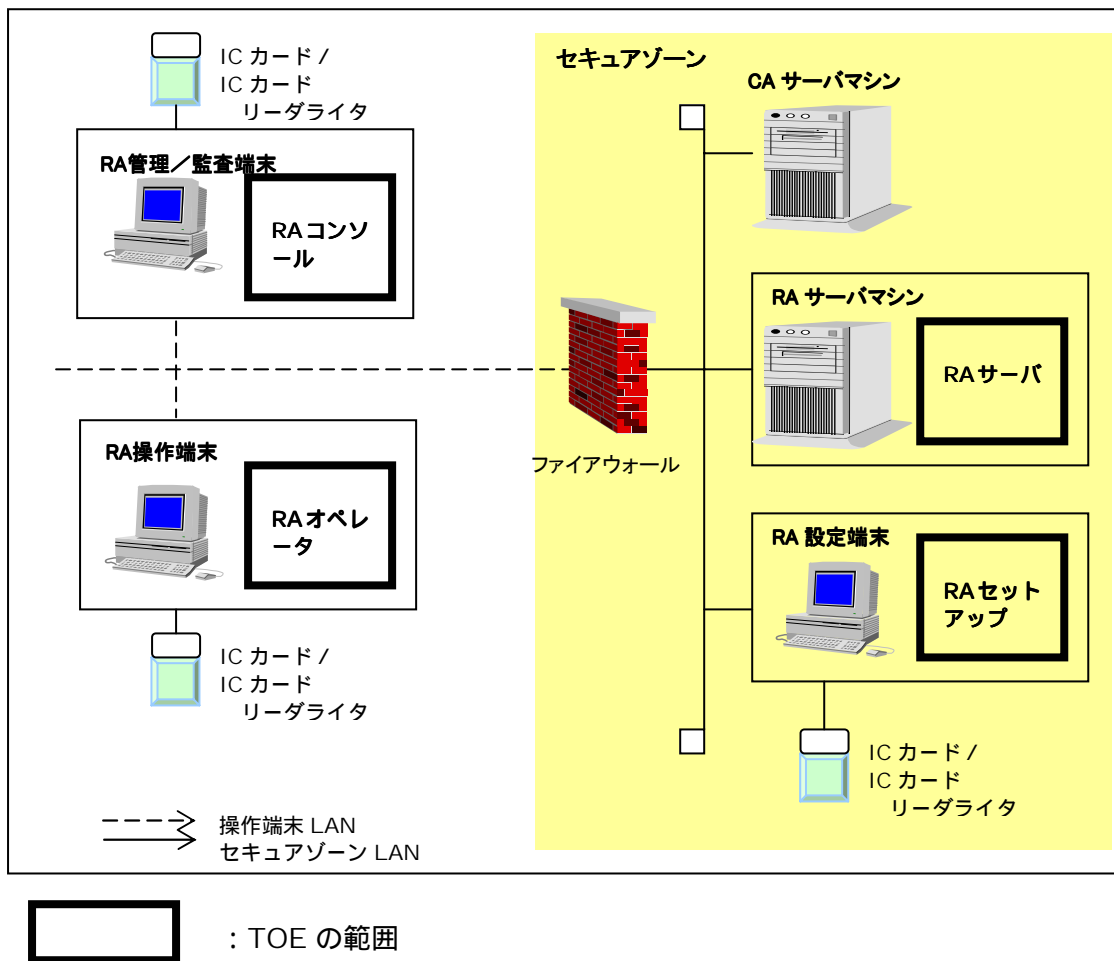 IC カード /
IC カード
リーダライタ
RA管理／監査端末
RAコンソ
ール
セキュアゾーン
CA サーバマシン
RA サーバマシン
RAサーバ
ファイアウォール
RA操作端末
RAオペレ
ータ
IC カード /
IC カード
リーダライタ
RA 設定端末
RAセット
アップ
IC カード /
IC カード
リーダライタ
操作端末 LAN
セキュアゾーン LAN
：TOE の範囲